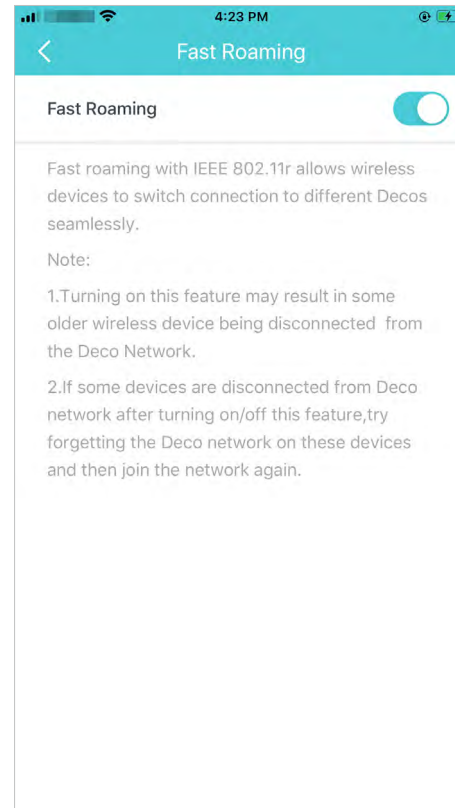 4:23 PM
Fast Roaming
Fast Roaming
Fast roaming with IEEE 802.11r allows wireless
devices to switch connection to different Decos
seamlessly.
Note:
1.Turning on this feature may result in some
older wireless device being disconnected from
the Deco Network.
2.If some devices are disconnected from Deco
network after turning on/off this feature,try
forgetting the Deco network on these devices
and then join the network again.